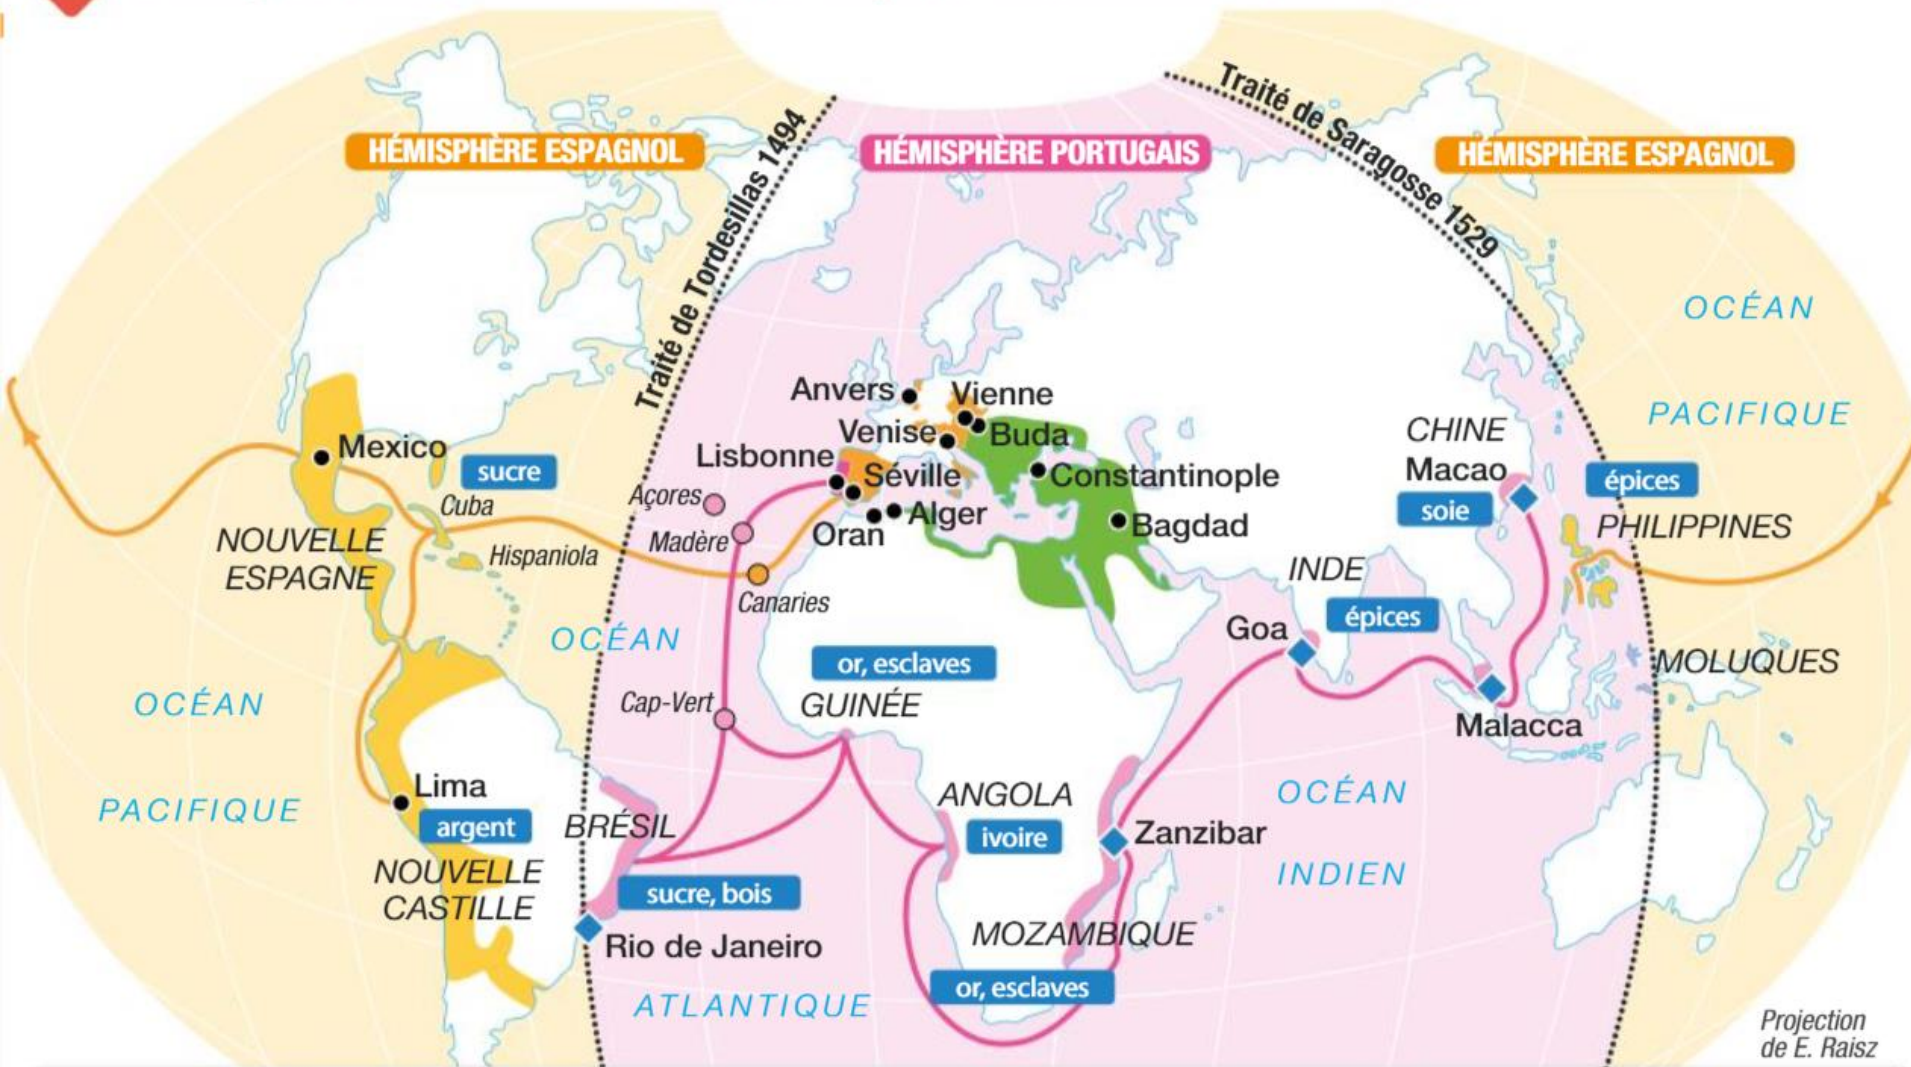 HÉMISPHÈRE ESPAGNOL
Traité de Tordesillas 1494
HÉMISPHÈRE PORTUGAIS
Traité de Saragosse 1529
HÉMISPHÈRE ESPAGNOL
OCÉAN
PACIFIQUE
Anvers
Vienne
Venise
Buda
Lisbonne
Séville
Constantinople
Açores
Madère
Oran
Alger
Bagdad
Canaries
Mexico
sucre
Cuba
Hispaniola
NOUVELLE
ESPAGNE
CHINE
Macao
soie
épices
PHILIPPINES
INDE
épices
Goa
MOLUQUES
Malacca
OCÉAN
ATLANTIQUE
or, esclaves
GUINÉE
Cap-Vert
OCÉAN
PACIFIQUE
Lima
argent
BRÉSIL
NOUVELLE
CASTILLE
sucre, bois
Rio de Janeiro
ANGOLA
ivoire
Zanzibar
MOZAMBIQUE
or, esclaves
OCÉAN
INDIEN
Projection
de E. Raisz